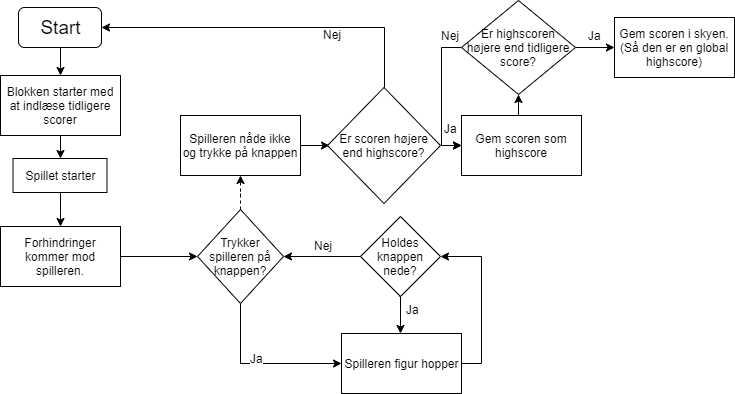 Start
Blokken starter med
at indlæse tidligere
scorer
Spillet starter
Forhindringer
kommer mod
spilleren.
Trykker
spilleren på
knappen?
Ja
Spilleren figur hopper
Ja
Holdes
knappen
nede?
Nej
Spilleren nåde ikke
og trykke på knappen
Er scoren højere
end highscore?
Nej
Ja
Gem scoren som
highscore
Er highscoren
højere end tidligere
score?
Nej
Ja
Gem scoren i skyen.
(Så den er en global
highscore)